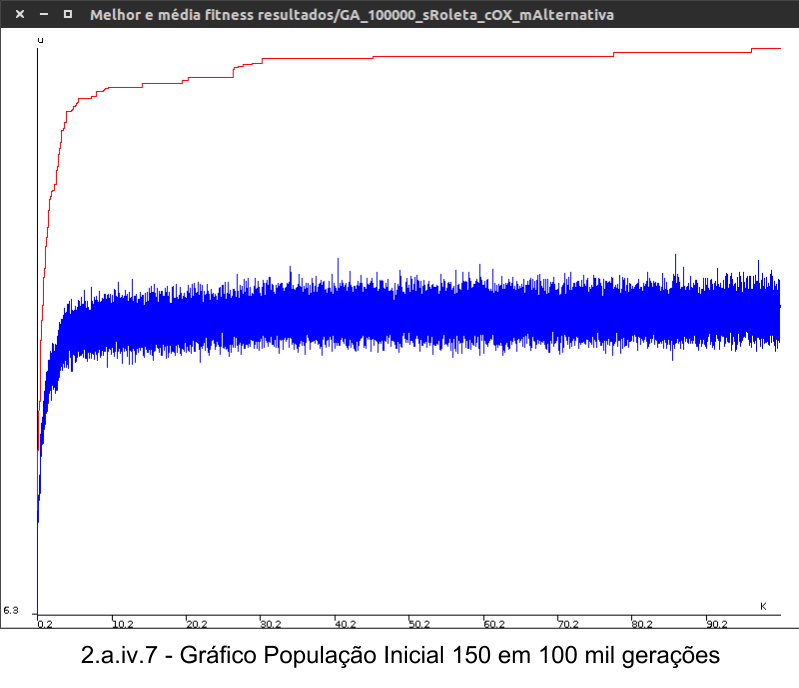 Melhor e média fitness resultados/GA_100000_sRoleta_cOX_mAlternativa
u
6.3
K
0.2 10.2 20.2 30.2 40.2 50.2 60.2 70.2 80.2 90.2
2.a.iv.7 - Gráfico População Inicial 150 em 100 mil gerações